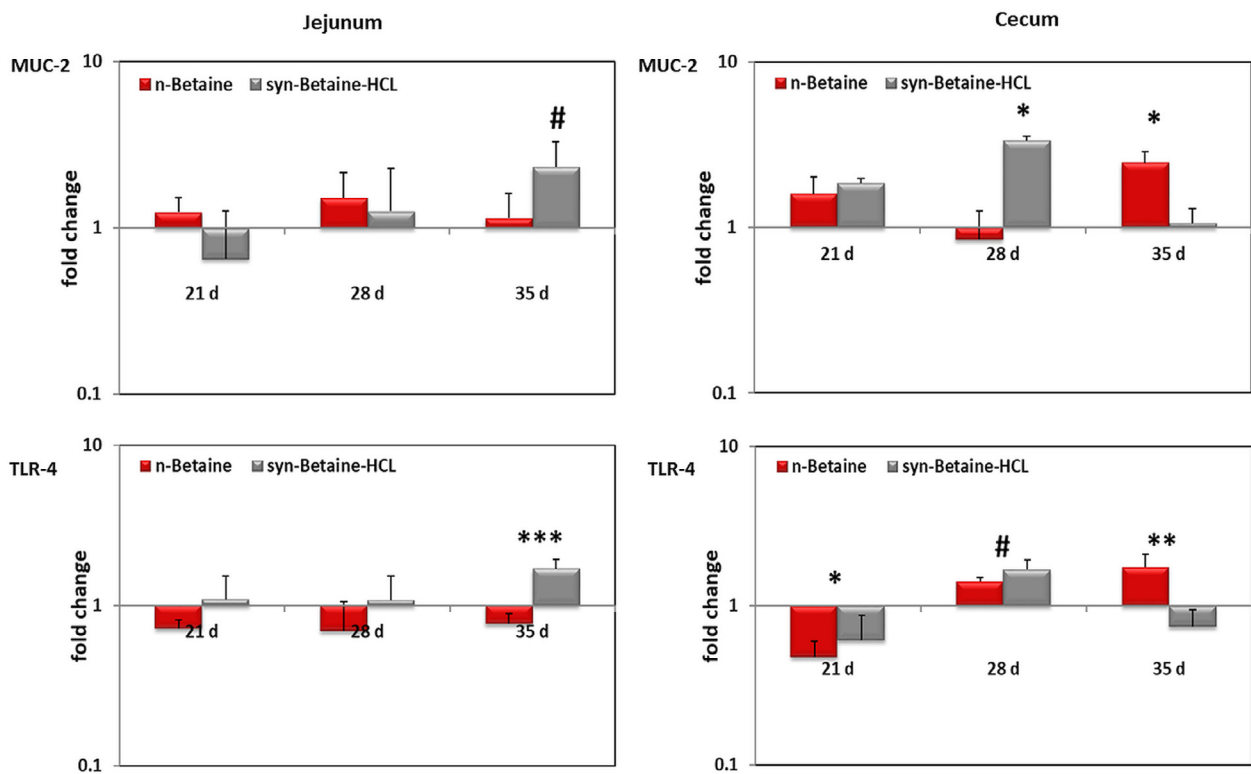 Jejunum
MUC-2
10
n-Betaine syn-Betaine-HCL
#
fold change
1
21 d 28 d 35 d
0.1
Cecum
MUC-2
10
n-Betaine syn-Betaine-HCL
* *
fold change
1
21 d 28 d 35 d
0.1
TLR-4
10
n-Betaine syn-Betaine-HCL
***
fold change
1
21 d 28 d 35 d
0.1
TLR-4
10
n-Betaine syn-Betaine-HCL
* # **
fold change
1
21 d 28 d 35 d
0.1